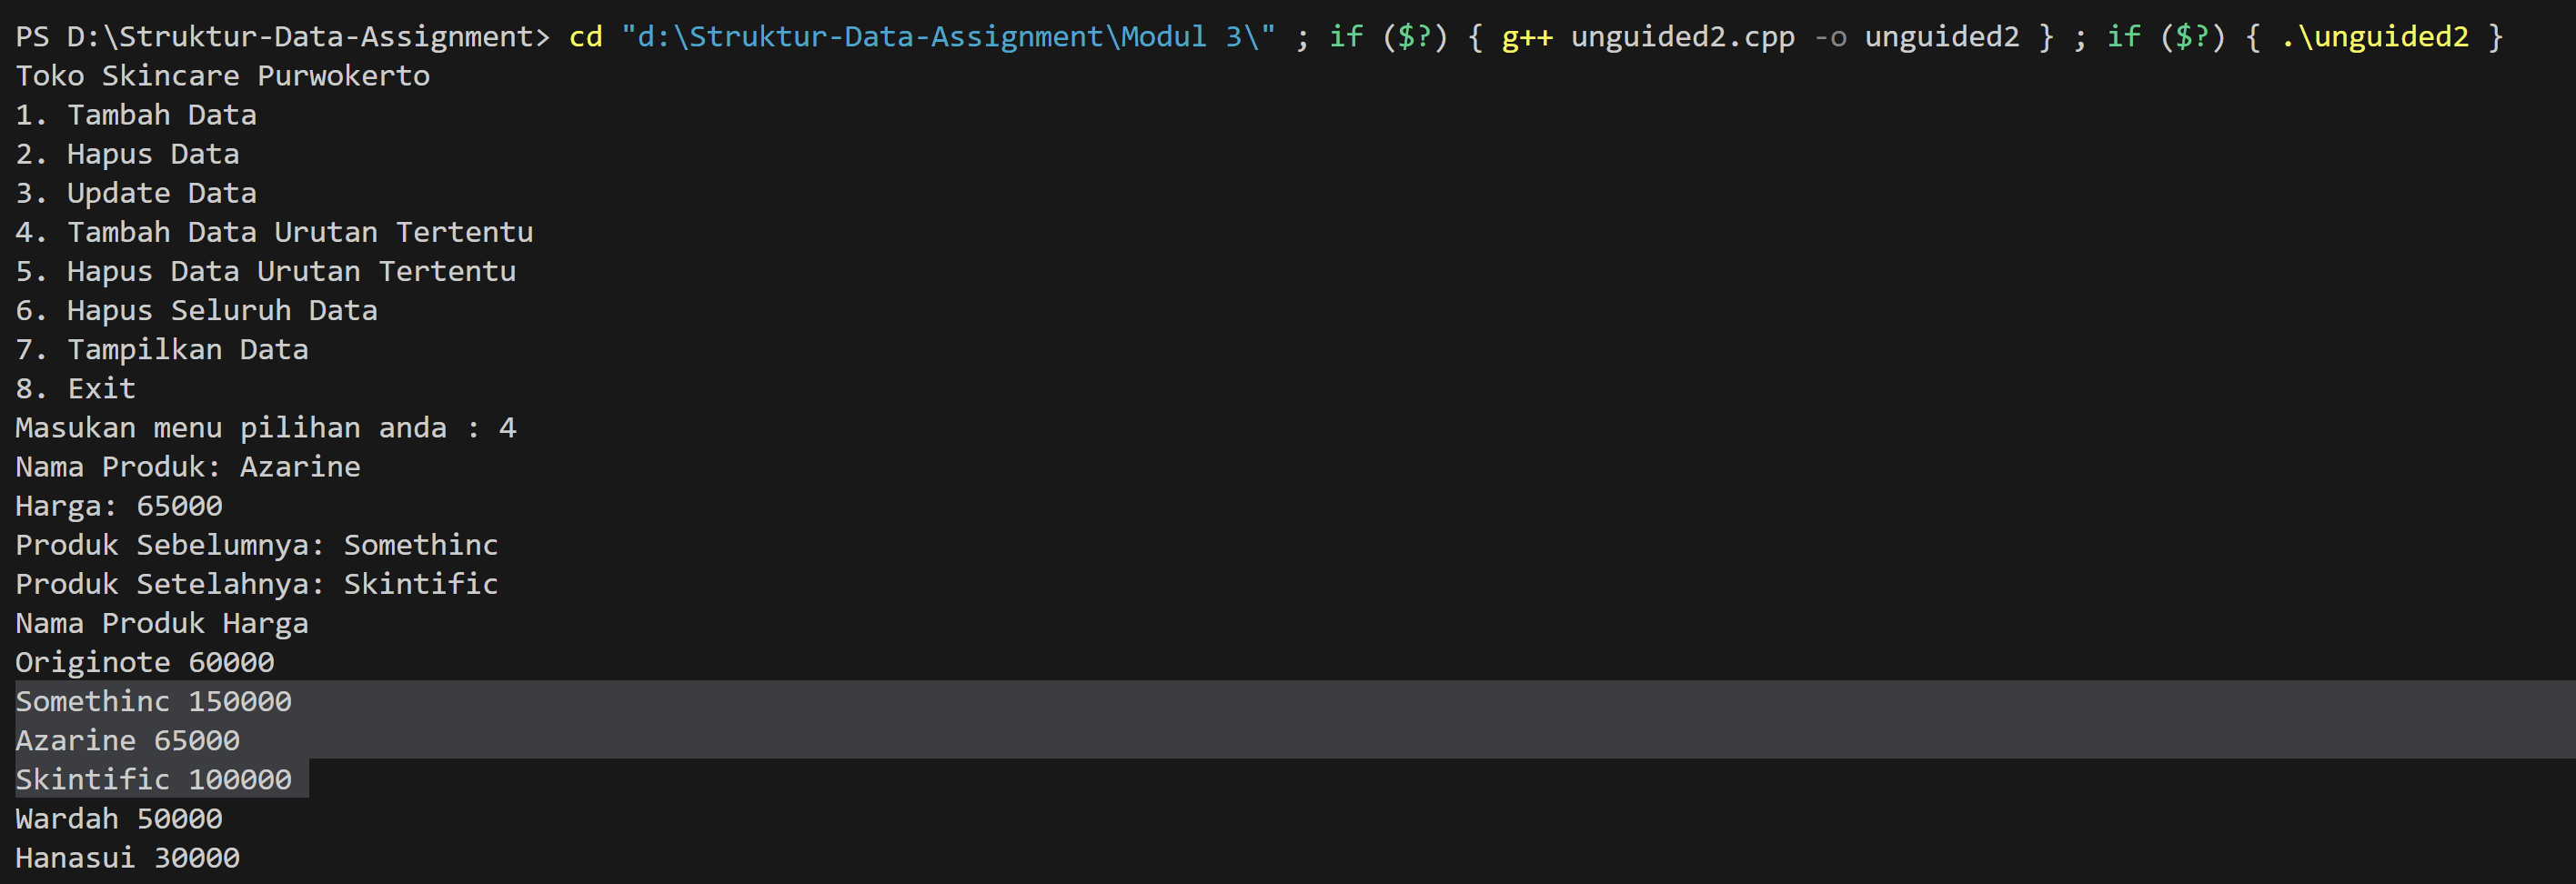 PS D:\Struktur-Data-Assignment> cd "d:\Struktur-Data-Assignment\Modul 3\" ; if ($?) { g++ unguided2.cpp -o unguided2 } ; if ($?) { .\unguided2 }
Toko Skincare Purwokerto
1. Tambah Data
2. Hapus Data
3. Update Data
4. Tambah Data Urutan Tertentu
5. Hapus Data Urutan Tertentu
6. Hapus Seluruh Data
7. Tampilkan Data
8. Exit
Masukan menu pilihan anda : 4
Nama Produk: Azarine
Harga: 65000
Produk Sebelumnya: Somethinc
Produk Setelahnya: Skintific
Nama Produk Harga
Originote 60000
Somethinc 150000
Azarine 65000
Skintific 100000
Wardah 50000
Hanasui 30000